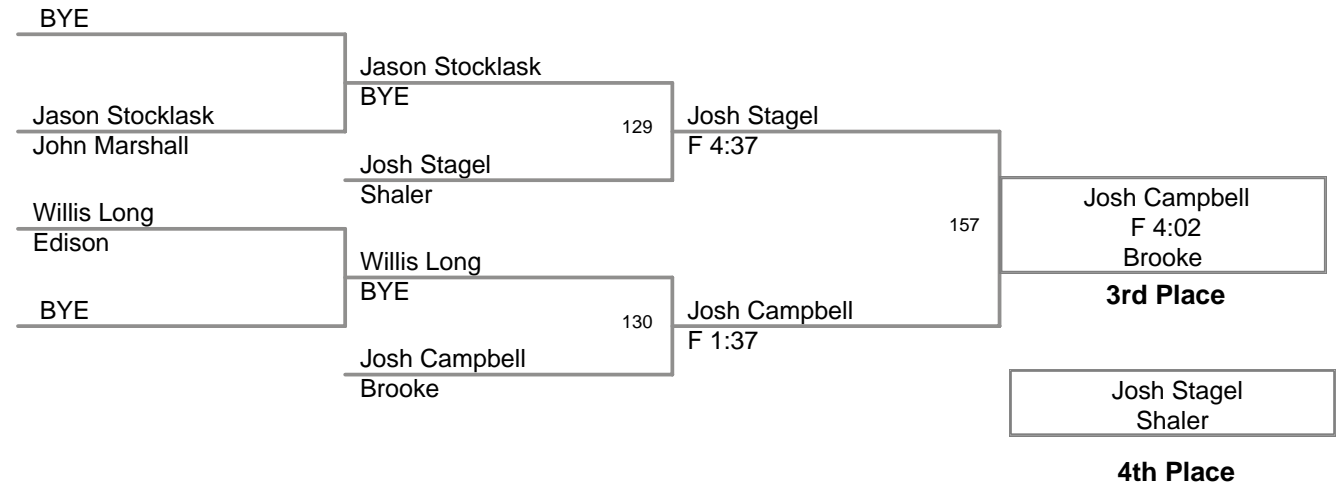 BYE
Jason Stocklask
BYE
Jason Stocklask
John Marshall
129
Josh Stagel
F 4:37
Josh Stagel
Shaler
Willis Long
Edison
157
Josh Campbell
F 4:02
Brooke
3rd Place
Willis Long
BYE
BYE
130
Josh Campbell
F 1:37
Josh Campbell
Brooke
Josh Stagel
Shaler
4th Place